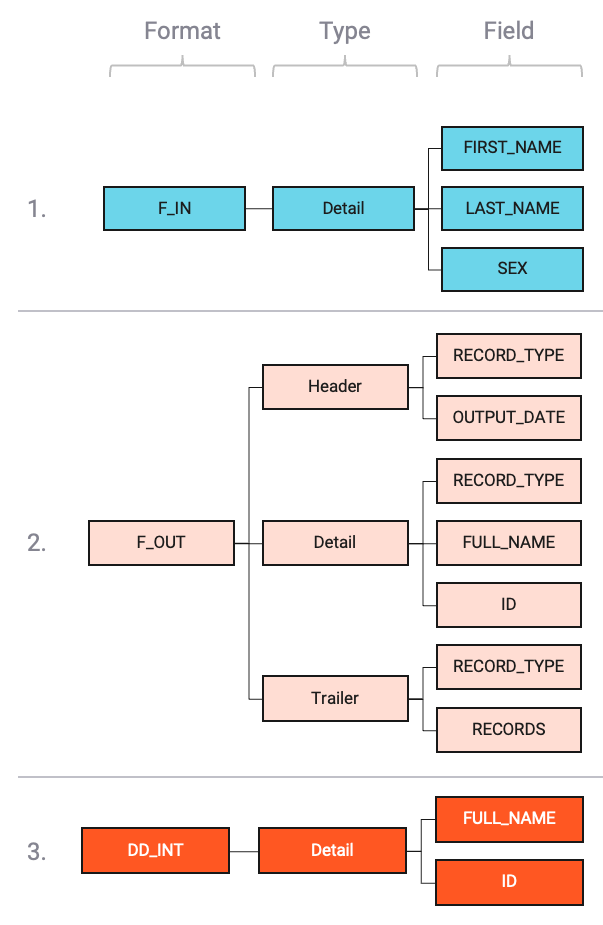 Format Type Field
FIRST_NAME
1. F_IN Detail LAST_NAME
SEX
RECORD_TYPE
Header
OUTPUT_DATE
RECORD_TYPE
2. F_OUT Detail FULL_NAME
ID
RECORD_TYPE
Trailer
RECORDS
FULL_NAME
3. DD_INT Detail
ID